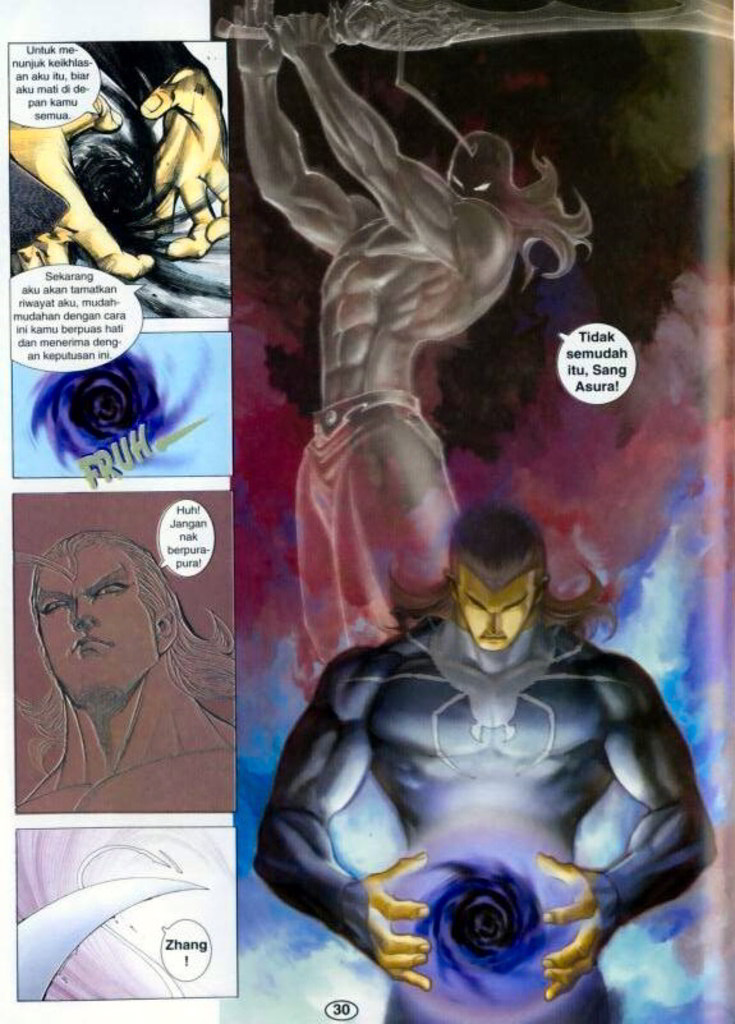 Untuk me-
nunjuk keikhlas-
an aku itu, biar
aku mati di de-
pan kamu
semua.
Sekarang
aku akan tamatkan
riwayat aku, mudah-
mudahan dengan cara
ini kamu berpuas hati
dan menerima deng-
an keputusan ini.
FRUH
Huh!
Jangan
nak
berpura-
pura!
Zhang
!
Tidak
semudah
itu, Sang
Asura!
30